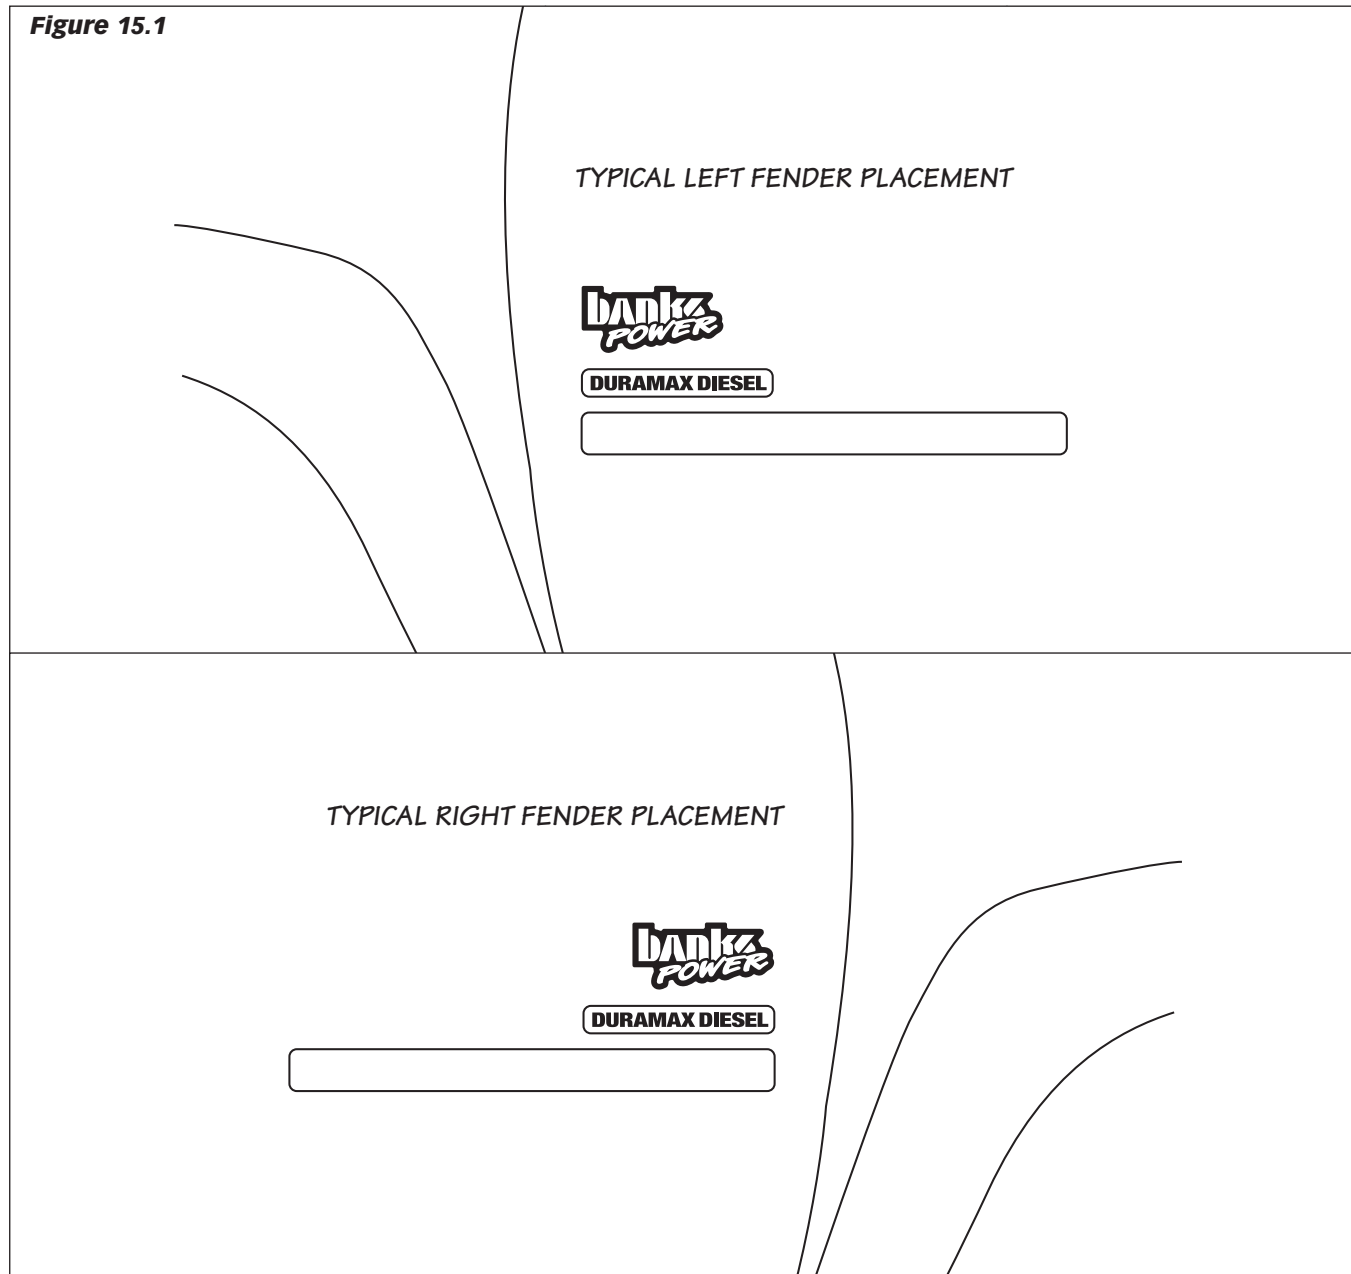 Figure 15.1
TYPICAL LEFT FENDER PLACEMENT
banks
POWER
DURAMAX DIESEL
TYPICAL RIGHT FENDER PLACEMENT
banks
POWER
DURAMAX DIESEL